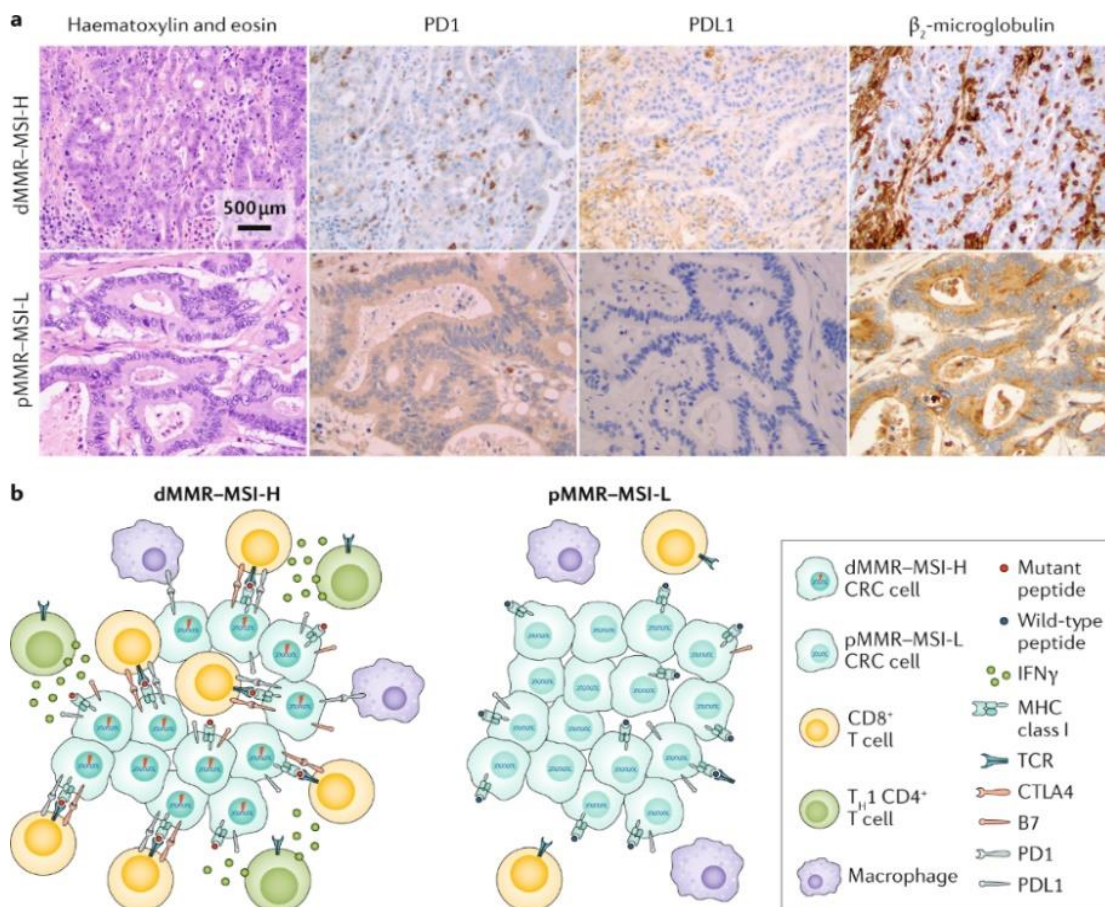 a
Haematoxylin and eosin
PD1
PDL1
β₂-microglobulin
dMMR–MSI-H
500 μm
pMMR–MSI-L
b
dMMR–MSI-H
pMMR–MSI-L
dMMR–MSI-H
CRC cell
pMMR–MSI-L
CRC cell
CD8⁺
T cell
T_H1 CD4⁺
T cell
Macrophage
Mutant
peptide
Wild-type
peptide
IFNγ
MHC
class I
TCR
CTLA4
B7
PD1
PDL1